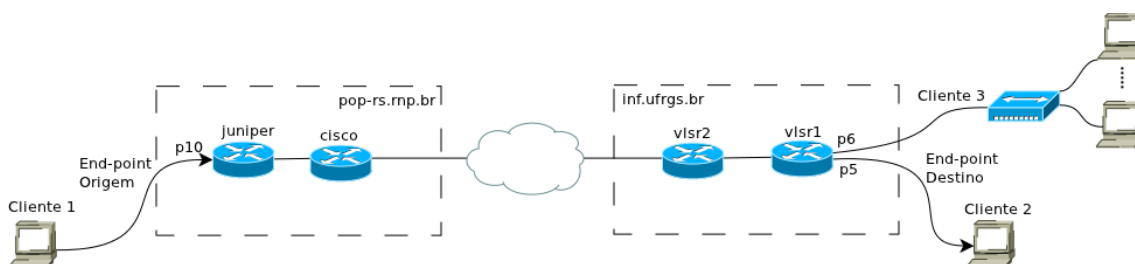 pop-rs.rnp.br
inf.ufrgs.br
Cliente 3
juniper
cisco
vlsr2
vlsr1
p10
p6
p5
End-point
Origem
End-point
Destino
Cliente 1
Cliente 2